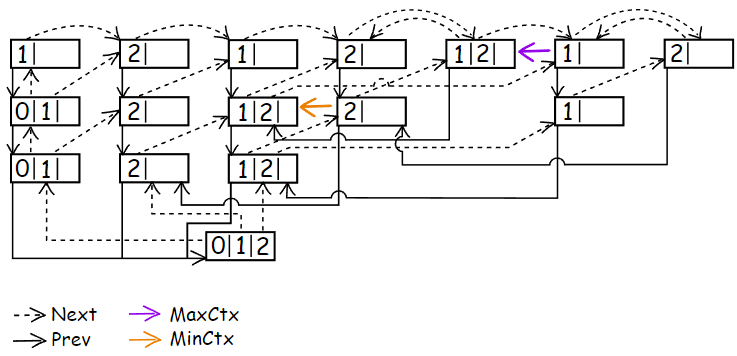 1| 2| 1| 2| 1|2| 1| 2|
0|1| 2| 1|2| 2| 1|
0|1| 2| 1|2|
0|1|2
Next MaxCtx
Prev MinCtx